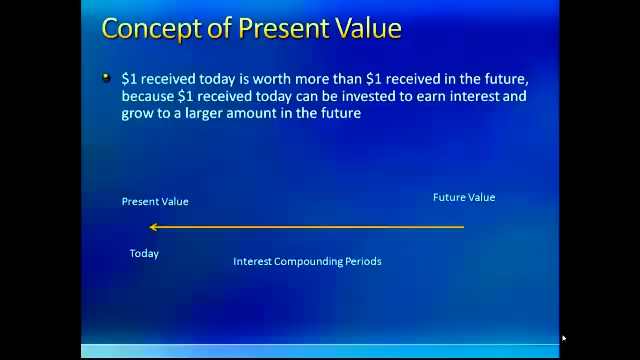 Concept of Present Value
$1 received today is worth more than $1 received in the future,
because $1 received today can be invested to earn interest and
grow to a larger amount in the future
Present Value
Future Value
Today
Interest Compounding Periods